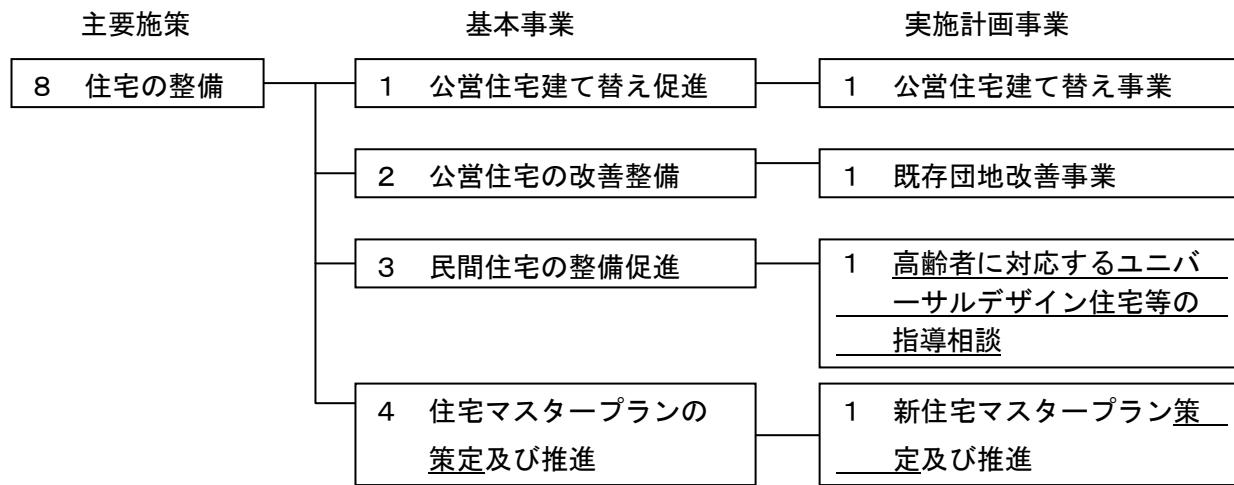 主要施策 基本事業 実施計画事業
8 住宅の整備 1 公営住宅建て替え促進 1 公営住宅建て替え事業
2 公営住宅の改善整備 1 既存団地改善事業
3 民間住宅の整備促進 1 高齢者に対応するユニバ
ーサルデザイン住宅等の
指導相談
4 住宅マスタープランの 1 新住宅マスタープラン策
策定及び推進 定及び推進